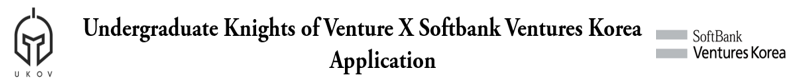 Undergraduate Knights of Venture X Softbank Ventures Korea
Application
UKOV
SoftBank
Ventures Korea